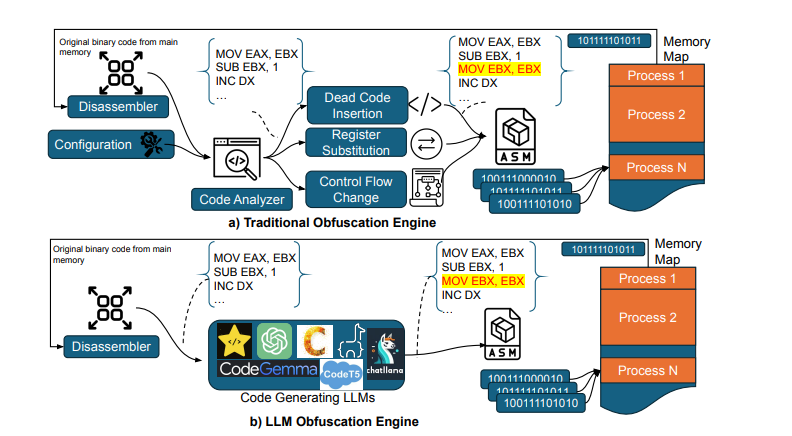 Original binary code from main
memory
Disassembler
Configuration
MOV EAX, EBX
SUB EBX, 1
INC DX
...
Code Analyzer
Dead Code
Insertion
Register
Substitution
Control Flow
Change
MOV EAX, EBX
SUB EBX, 1
MOV EBX, EBX
INC DX
...
ASM
101111101011
Memory
Map
Process 1
Process 2
Process N
100111000010
101111101011
100111101010
a) Traditional Obfuscation Engine
Original binary code from main
memory
Disassembler
MOV EAX, EBX
SUB EBX, 1
INC DX
...
CodeGemma
CodeT5
chatllana
Code Generating LLMs
MOV EAX, EBX
SUB EBX, 1
MOV EBX, EBX
INC DX
...
ASM
101111101011
Memory
Map
Process 1
Process 2
Process N
100111000010
101111101011
100111101010
b) LLM Obfuscation Engine